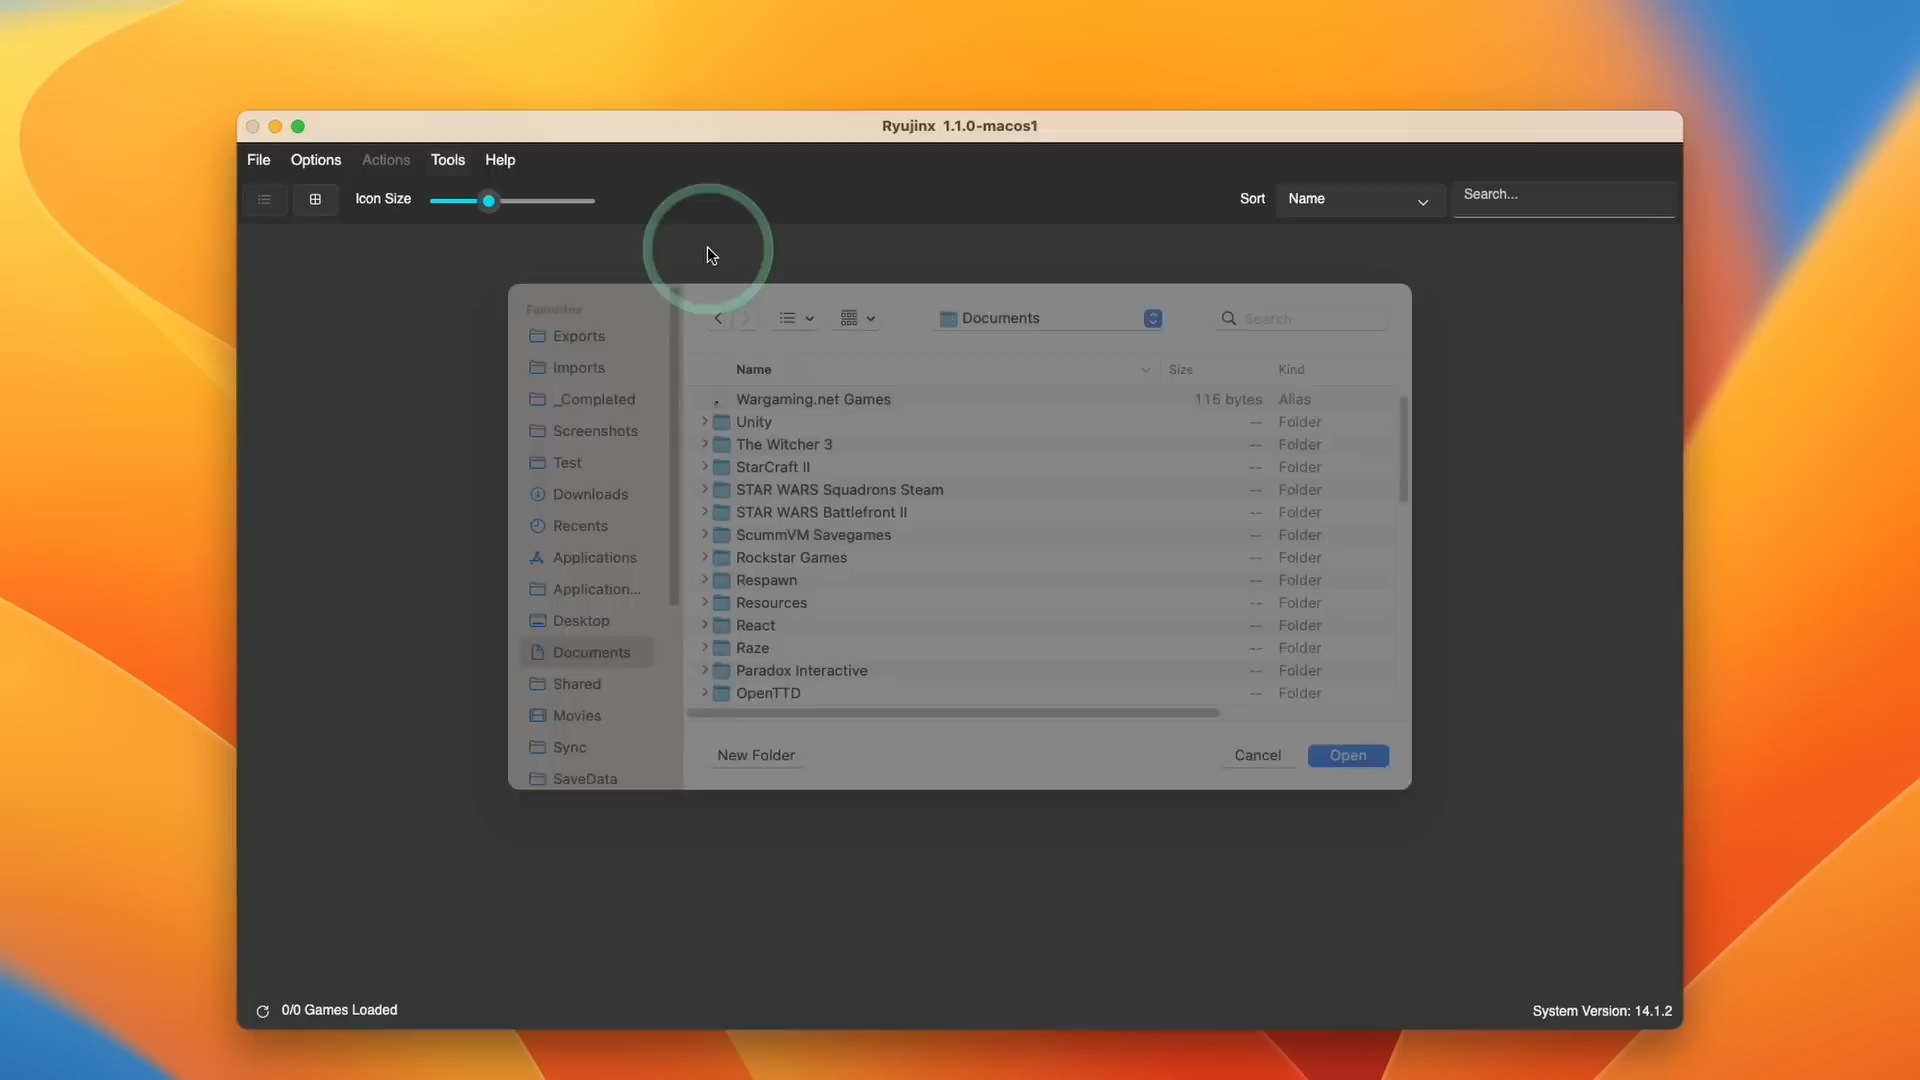 Ryujinx 1.1.0-macos1
File Options Actions Tools Help
Icon Size
Sort Name Search...
Favourites
Exports
Imports
_Completed
Screenshots
Test
Downloads
Recents
Applications
Application...
Desktop
Documents
Shared
Movies
Sync
SaveData
Documents
Search
Name Size Kind
Wargaming.net Games 116 bytes Alias
Unity -- Folder
The Witcher 3 -- Folder
StarCraft II -- Folder
STAR WARS Squadrons Steam -- Folder
STAR WARS Battlefront II -- Folder
ScummVM Savegames -- Folder
Rockstar Games -- Folder
Respawn -- Folder
Resources -- Folder
React -- Folder
Raze -- Folder
Paradox Interactive -- Folder
OpenTTD -- Folder
New Folder Cancel Open
0/0 Games Loaded
System Version: 14.1.2